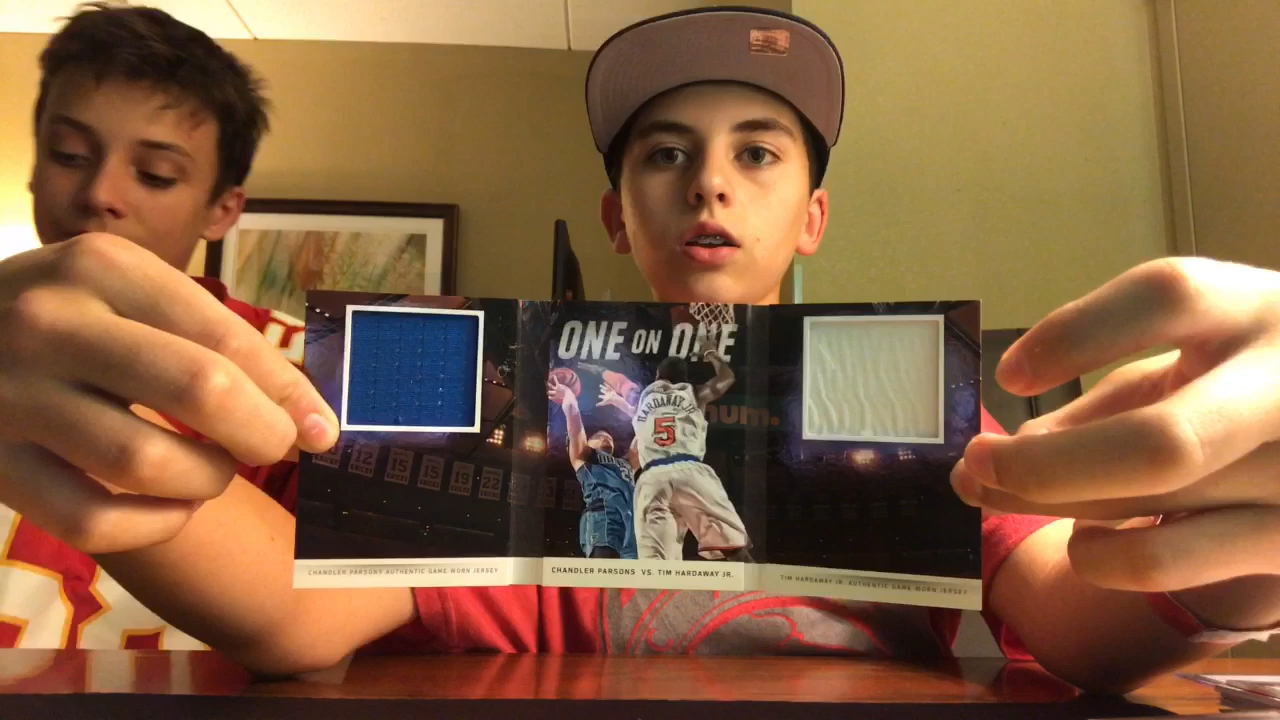 ONE ON ONE
HARDAWAY JR.
5
num.
12
15
15
19
22
CHANDLER PARSONS AUTHENTIC GAME WORN JERSEY
CHANDLER PARSONS VS. TIM HARDAWAY JR.
TIM HARDAWAY JR. AUTHENTIC GAME-WORN JERSEY